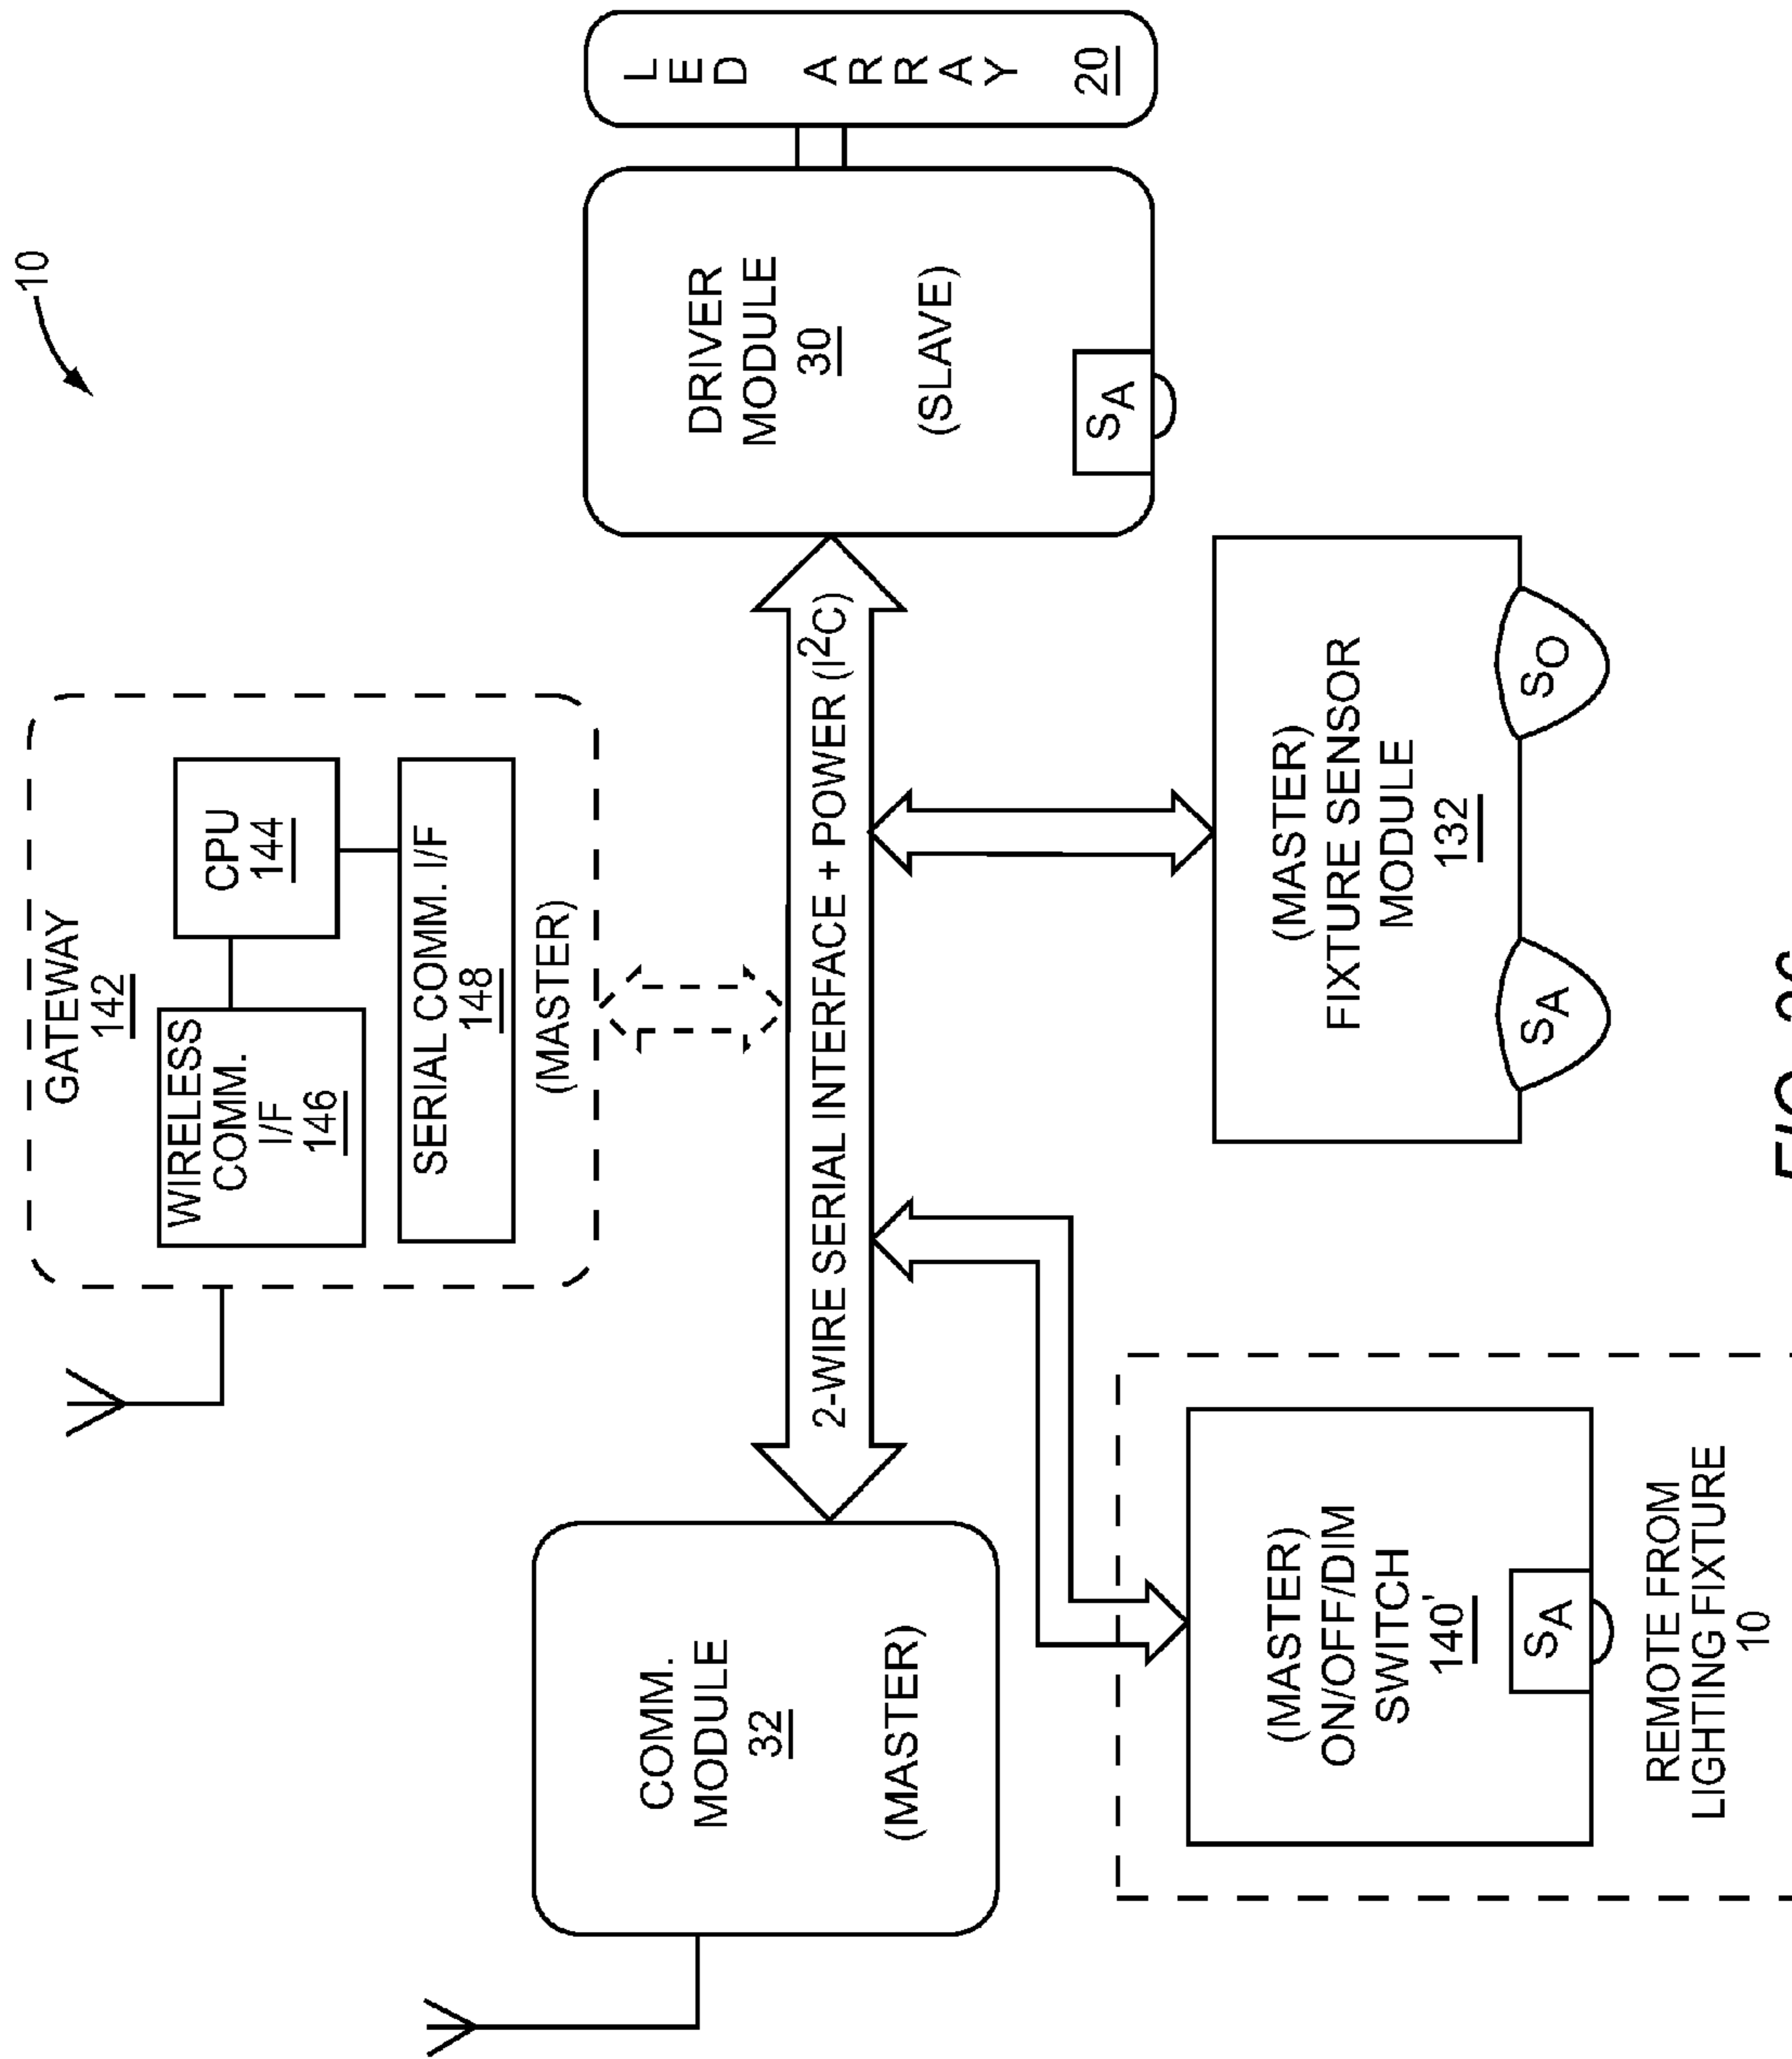 10
GATEWAY
142
WIRELESS
COMM.
I/F
146
CPU
144
SERIAL COMM. I/F
148
(MASTER)
COMM.
MODULE
32
(MASTER)
2-WIRE SERIAL INTERFACE + POWER (I²C)
DRIVER
MODULE
30
(SLAVE)
SA
LED ARRAY
20
(MASTER)
ON/OFF/DIM
SWITCH
140'
SA
REMOTE FROM
LIGHTING FIXTURE
10
(MASTER)
FIXTURE SENSOR
MODULE
132
SA
SO